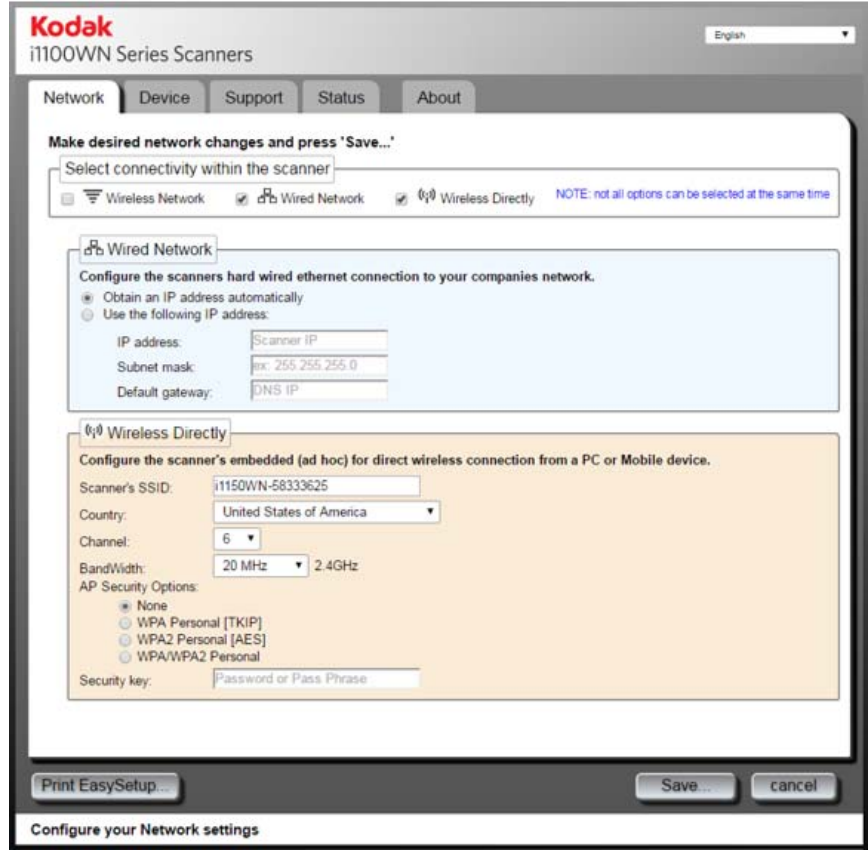 Kodak
i1100WN Series Scanners
English
Network Device Support Status About
Make desired network changes and press 'Save...'
Select connectivity within the scanner
Wireless Network Wired Network Wireless Directly NOTE: not all options can be selected at the same time
Wired Network
Configure the scanners hard wired ethernet connection to your companies network.
Obtain an IP address automatically
Use the following IP address:
IP address: Scanner IP
Subnet mask: ex: 255.255.255.0
Default gateway: DNS IP
Wireless Directly
Configure the scanner's embedded (ad hoc) for direct wireless connection from a PC or Mobile device.
Scanner's SSID: i1150WN-58333625
Country: United States of America
Channel: 6
BandWidth: 20 MHz 2.4GHz
AP Security Options:
None
WPA Personal [TKIP]
WPA2 Personal [AES]
WPA/WPA2 Personal
Security key: Password or Pass Phrase
Print EasySetup... Save... cancel
Configure your Network settings